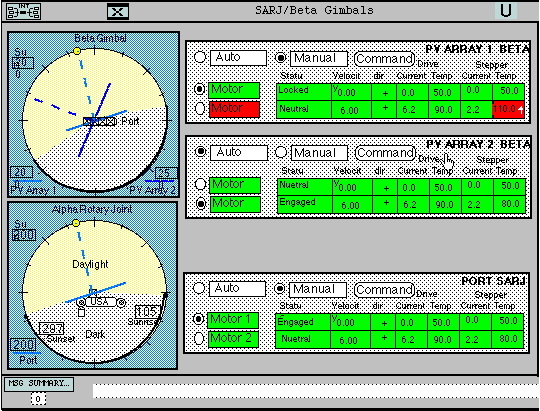 INT
SARJ/Beta Gimbals
U
Beta Gimbal
Su
Port
20
0
25
PV Array 1
PV Array 2
Auto
Manual
Command
PV ARRAY 1 BETA
Drive
Stepper
Statu
Velocit
y
dir
Current
Temp
Current
Temp
Motor
Locked
0.00
+
0.0
50.0
0.0
50.0
Motor
Neutral
6.00
+
6.2
90.0
2.2
110.0
Auto
Manual
Command
PV ARRAY 2 BETA
Drive
Stepper
Statu
Velocit
y
dir
Current
Temp
Current
Temp
Motor
Nuetral
0.00
+
0.0
50.0
0.0
50.0
Motor
Engaged
6.00
+
6.2
90.0
2.2
80.0
Alpha Rotary Joint
Su
200
Daylight
USA
297
Sunset
105
Sunrise
Dark
200
Port
Auto
Manual
Command
PORT SARJ
Drive
Stepper
Statu
Velocit
y
dir
Current
Temp
Current
Temp
Motor 1
Engaged
0.00
+
0.0
50.0
0.0
50.0
Motor 2
Nuetral
6.00
+
6.2
90.0
2.2
80.0
MSG SUMMARY...
0